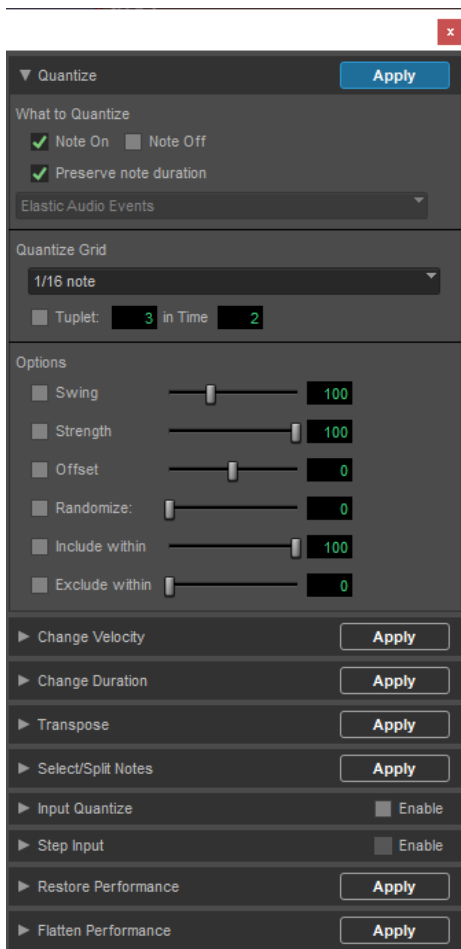 x
Quantize Apply
What to Quantize
Note On Note Off
Preserve note duration
Elastic Audio Events
Quantize Grid
1/16 note
Tuplet: 3 in Time 2
Options
Swing 100
Strength 100
Offset 0
Randomize: 0
Include within 100
Exclude within 0
Change Velocity Apply
Change Duration Apply
Transpose Apply
Select/Split Notes Apply
Input Quantize Enable
Step Input Enable
Restore Performance Apply
Flatten Performance Apply